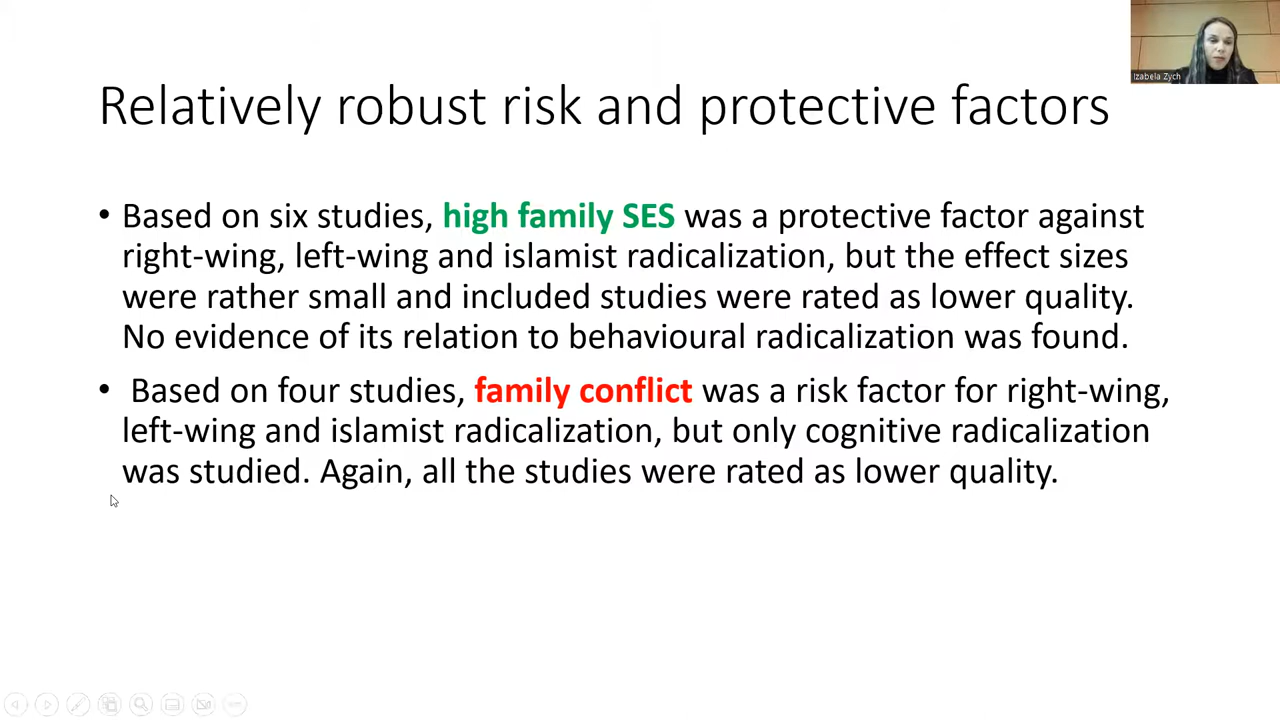 Izabela Zych
Relatively robust risk and protective factors
• Based on six studies, high family SES was a protective factor against
right-wing, left-wing and islamist radicalization, but the effect sizes
were rather small and included studies were rated as lower quality.
No evidence of its relation to behavioural radicalization was found.
• Based on four studies, family conflict was a risk factor for right-wing,
left-wing and islamist radicalization, but only cognitive radicalization
was studied. Again, all the studies were rated as lower quality.